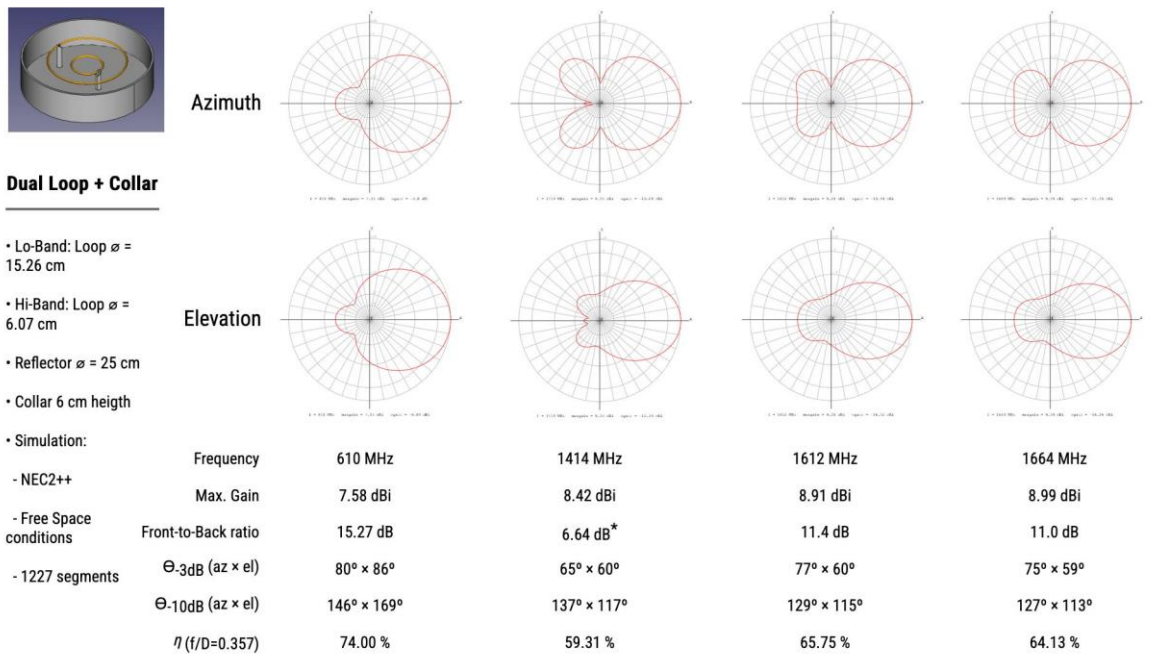 Azimuth
Dual Loop + Collar
• Lo-Band: Loop ⌀ =
15.26 cm
• Hi-Band: Loop ⌀ =
6.07 cm
Elevation
• Reflector ⌀ = 25 cm
• Collar 6 cm heigth
• Simulation:
- NEC2++
- Free Space
conditions
- 1227 segments
Frequency 610 MHz 1414 MHz 1612 MHz 1664 MHz
Max. Gain 7.58 dBi 8.42 dBi 8.91 dBi 8.99 dBi
Front-to-Back ratio 15.27 dB 6.64 dB* 11.4 dB 11.0 dB
Ɵ-3dB (az × el) 80º × 86º 65º × 60º 77º × 60º 75º × 59º
Ɵ-10dB (az × el) 146º × 169º 137º × 117º 129º × 115º 127º × 113º
η (f/D=0.357) 74.00 % 59.31 % 65.75 % 64.13 %